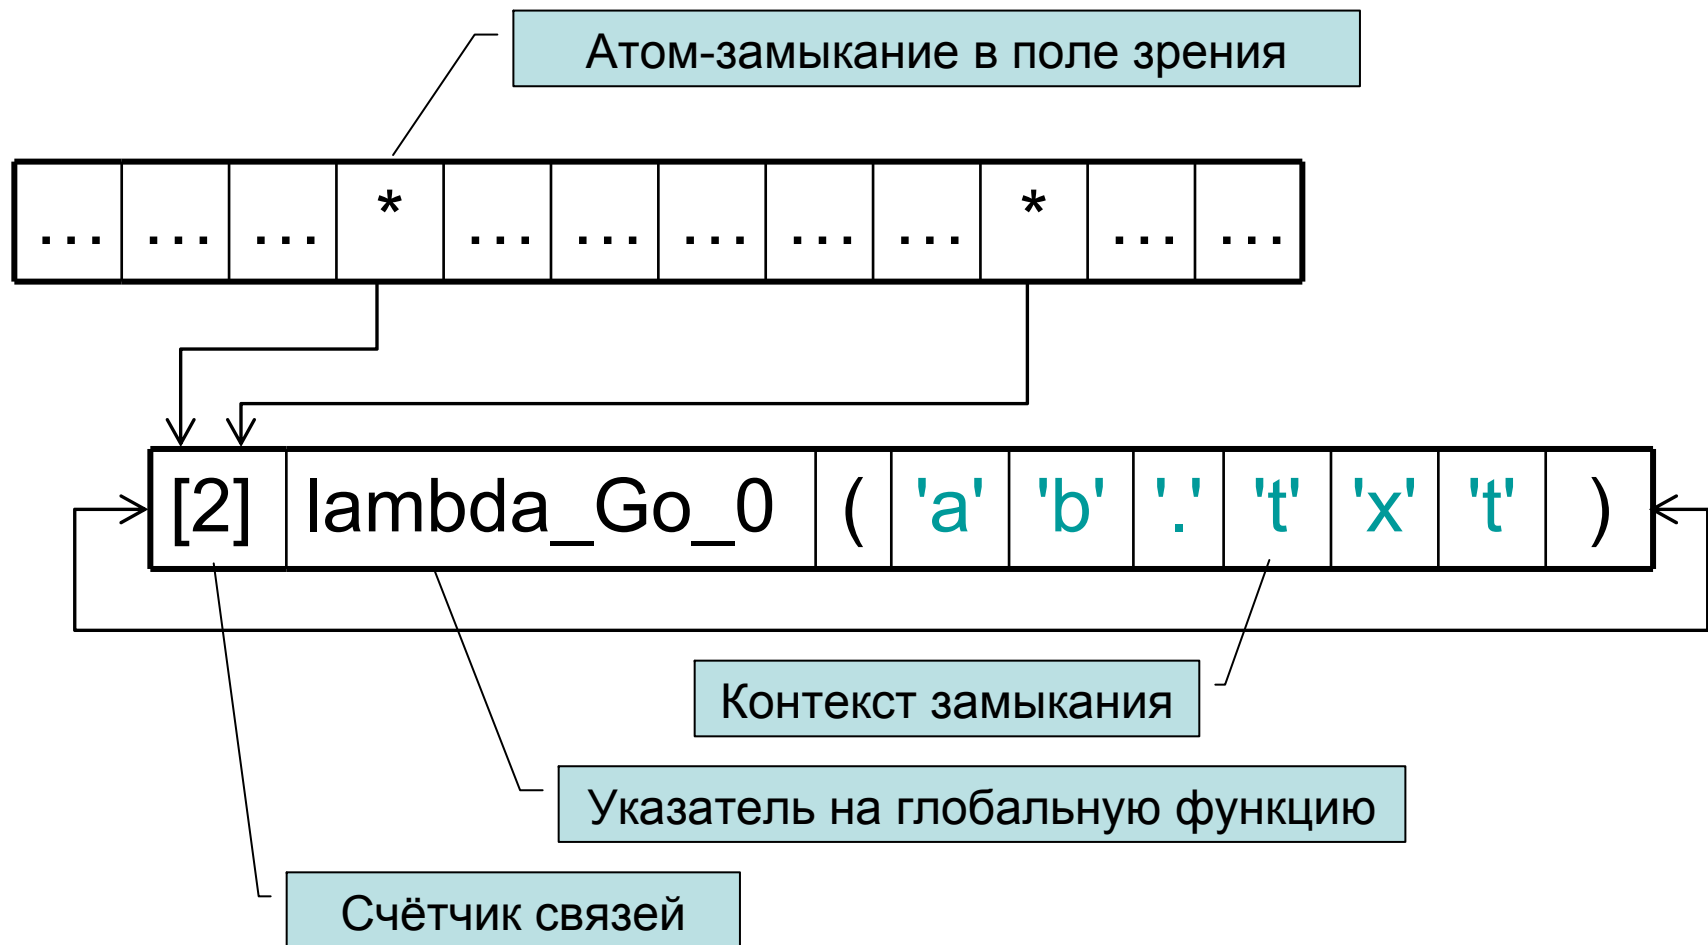 Атом-замыкание в поле зрения
... ... ... * ... ... ... ... ... * ... ...
[2] lambda_Go_0 ( 'a' 'b' '.' 't' 'x' 't' )
Контекст замыкания
Указатель на глобальную функцию
Счётчик связей